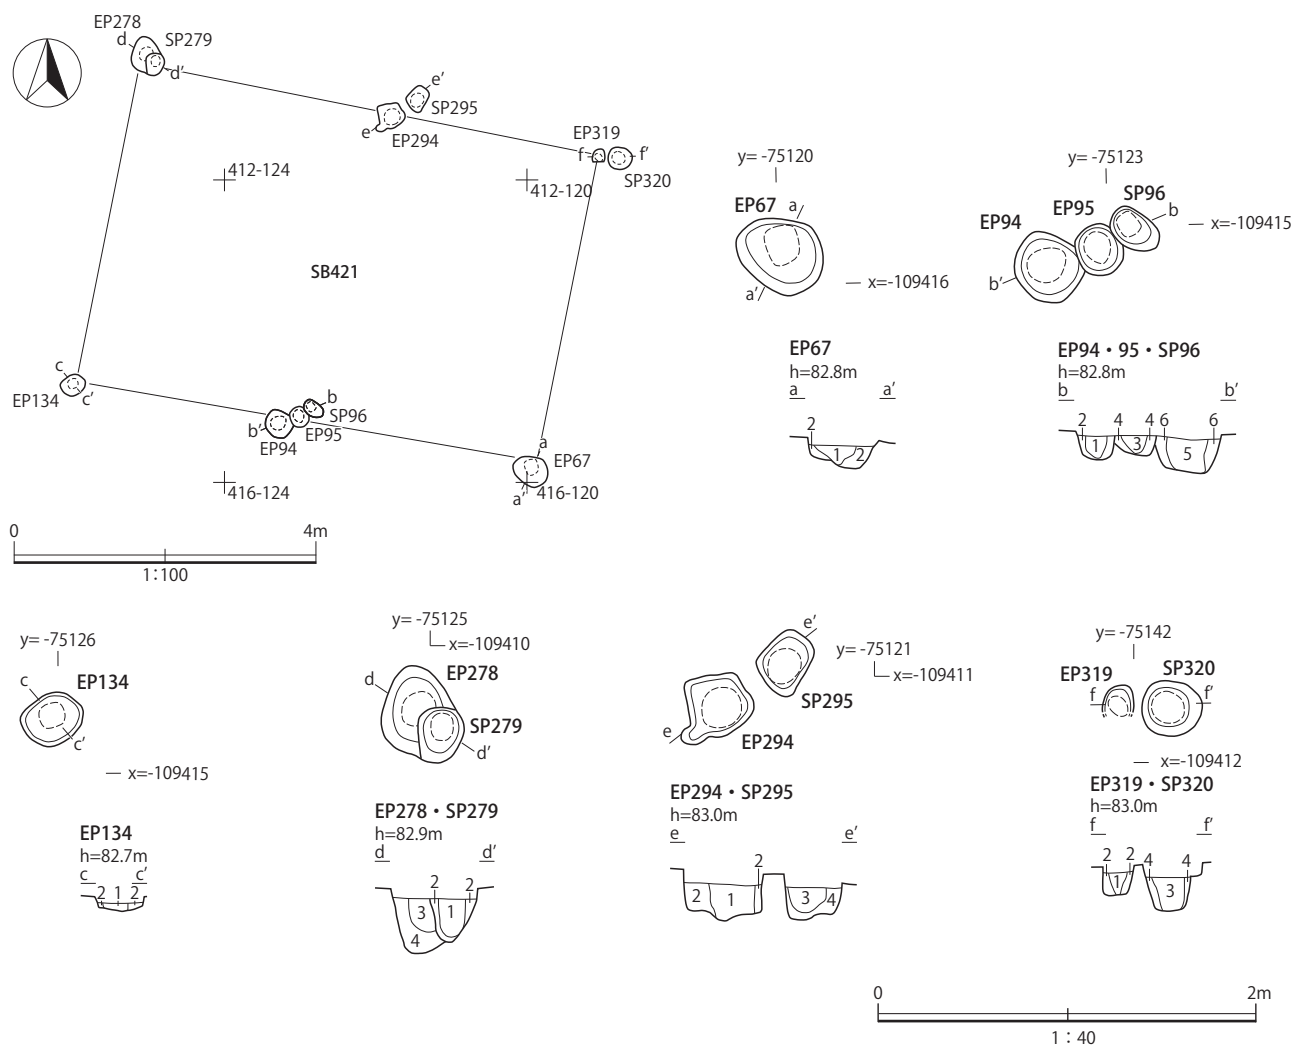 EP278
d
SP279
d'
e'
SP295
e
EP294
EP319
f
f'
SP320
412-124
412-120
SB421
c
EP134
c'
b
SP96
b'
EP95
EP94
a
EP67
a'
416-124
416-120
0
4m
1:100
y= -75120
EP67
a
a'
x=-109416
EP67
h=82.8m
a
a'
2
1
2
y= -75123
SP96
EP95
EP94
b
x=-109415
b'
EP94・95・SP96
h=82.8m
b
b'
2
4
4
6
6
1
3
5
y= -75126
c
EP134
c'
x=-109415
EP134
h=82.7m
c
c'
2
1
2
y= -75125
x=-109410
d
EP278
SP279
d'
EP278・SP279
h=82.9m
d
d'
2
2
3
1
4
e'
y= -75121
x=-109411
SP295
e
EP294
EP294・SP295
h=83.0m
e
e'
2
2
1
3
4
y= -75142
EP319
SP320
f
f'
x=-109412
EP319・SP320
h=83.0m
f
f'
2
2
4
4
1
3
0
2m
1:40